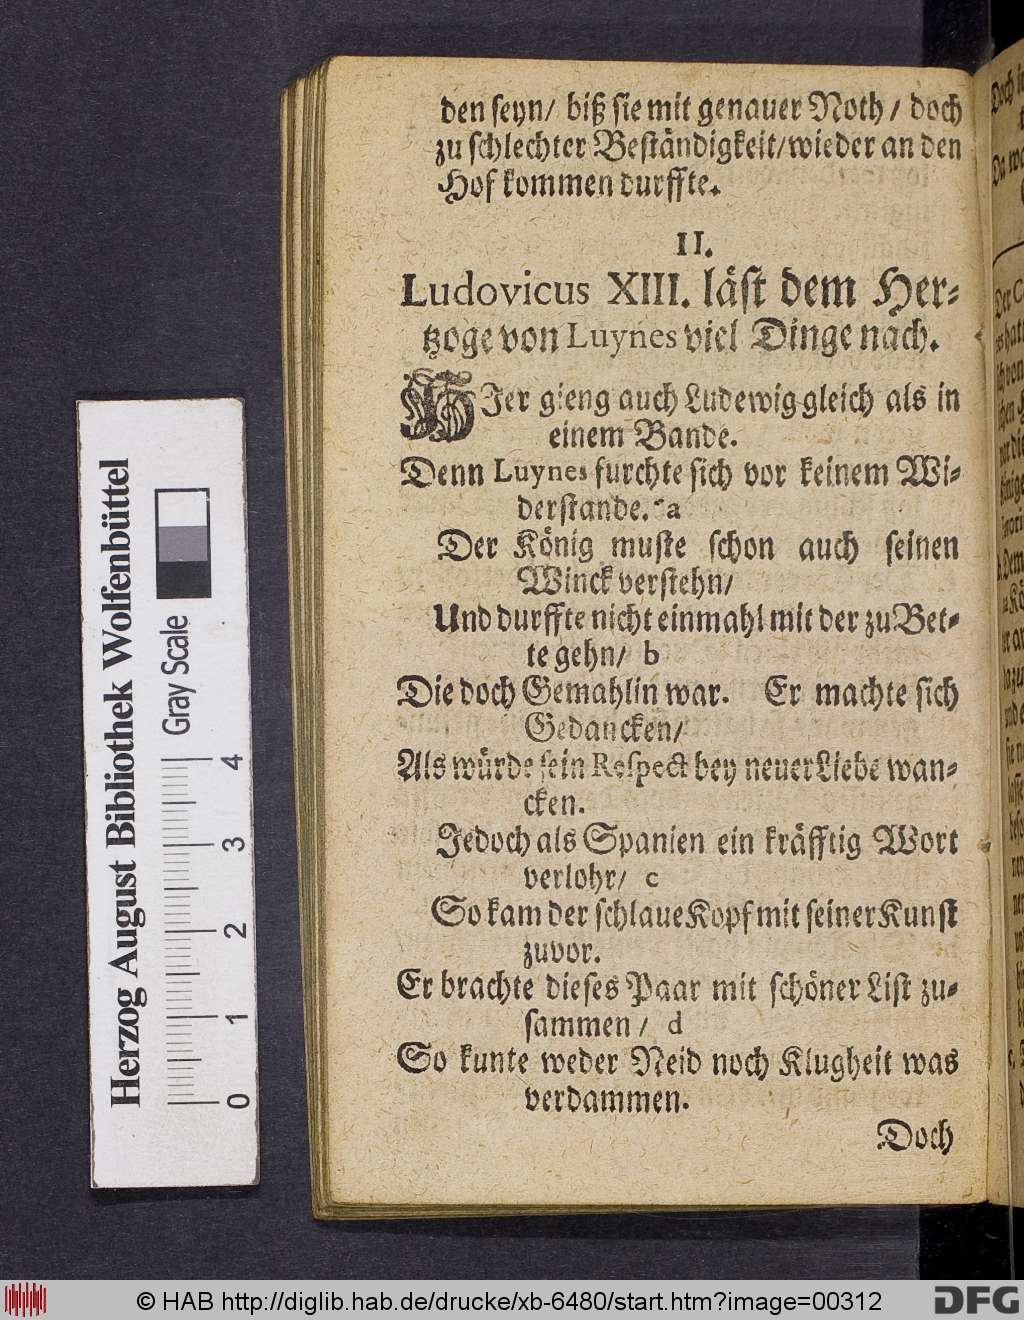 den seyn/ biß sie mit genauer Noth/ doch
zu schlechter Beständigkeit/wieder an den
Hof kommen durffte.
II.
Ludovicus XIII. läst dem Her-
tzoge von Luynes viel Dinge nach.
HJer gieng auch Ludewig gleich als in
einem Bande.
Denn Luynes furchte sich vor keinem Wi-
derstande. a
Der König muste schon auch seinen
Winck verstehn/
Und durffte nicht einmahl mit der zu Bet-
te gehn/ b
Die doch Gemahlin war. Er machte sich
Gedancken/
Als würde sein Respect bey neuer Liebe wan-
cken.
Jedoch als Spanien ein kräfftig Wort
verlohr/ c
So kam der schlaue Kopf mit seiner Kunst
zuvor.
Er brachte dieses Paar mit schöner List zu-
sammen / d
So kunte weder Neid noch Klugheit was
verdammen.
Doch
Herzog August Bibliothek Wolfenbüttel
Gray Scale
0 1 2 3 4
© HAB http://diglib.hab.de/drucke/xb-6480/start.htm?image=00312
DFG